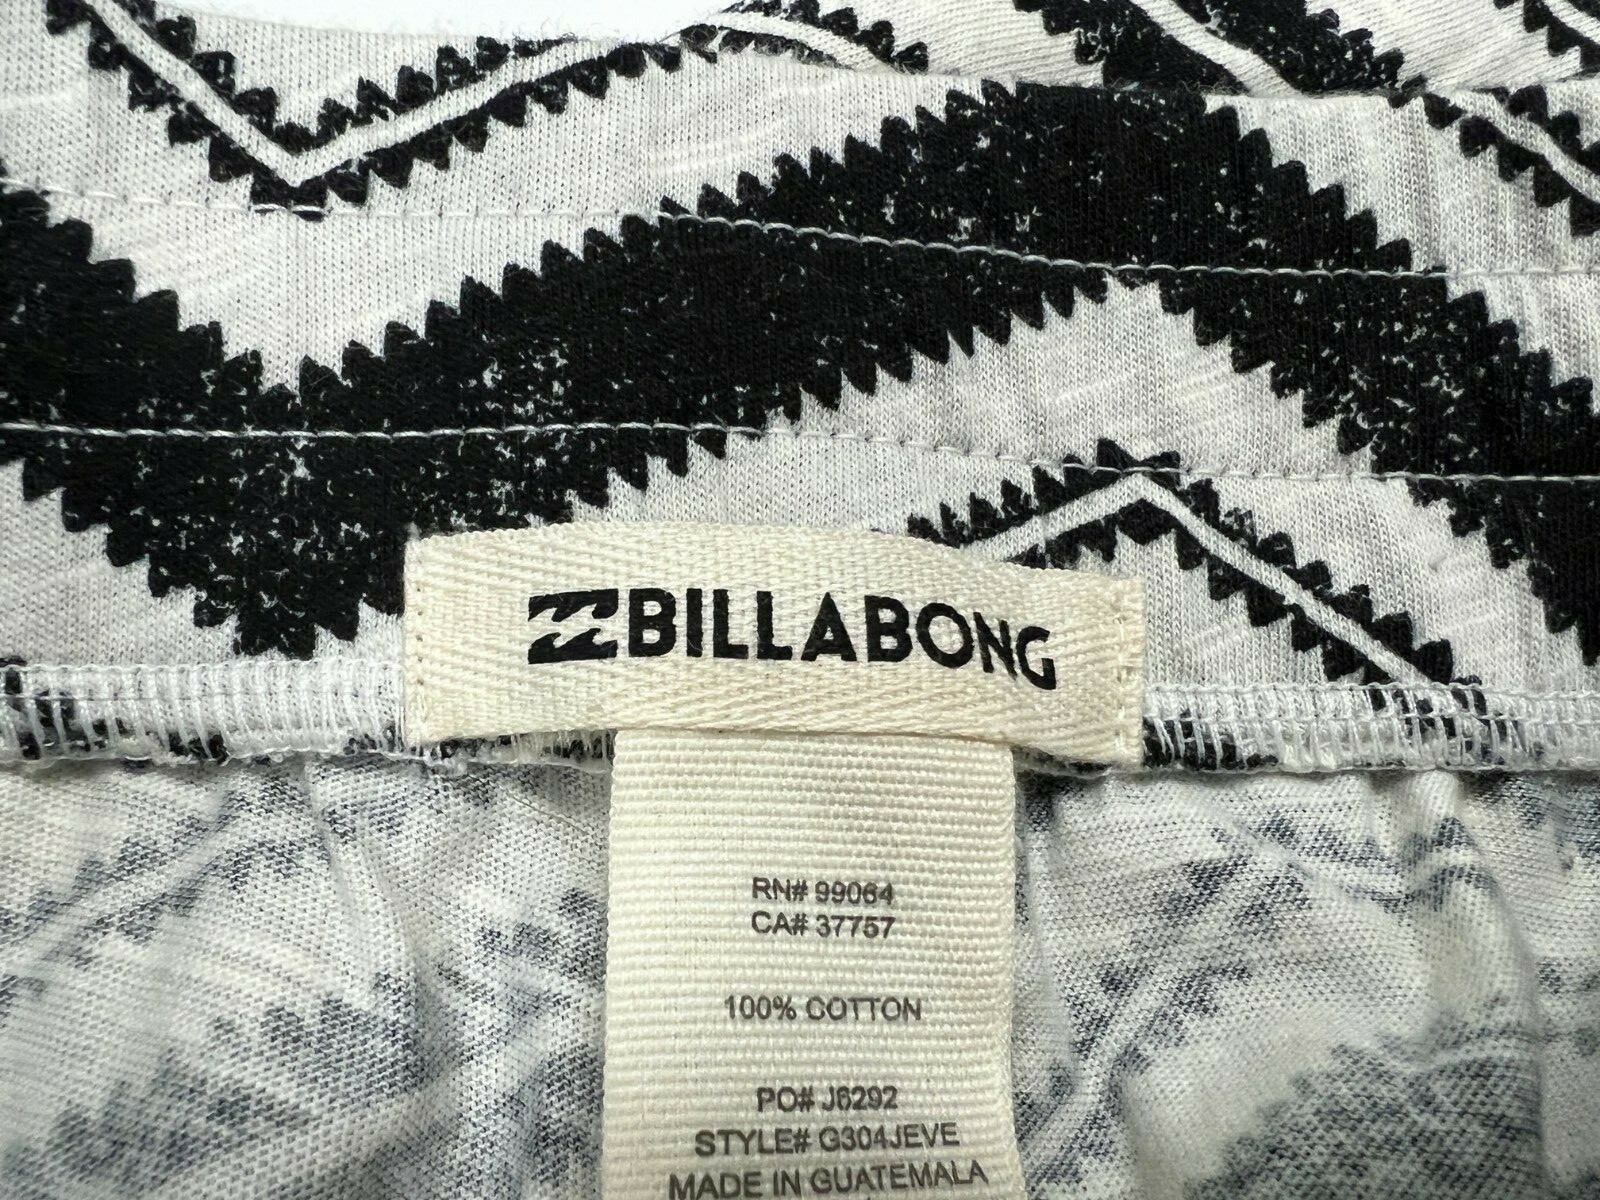 BILLABONG
RN# 99064
CA# 37757
100% COTTON
PO# J6292
STYLE# G304JEVE
MADE IN GUATEMALA